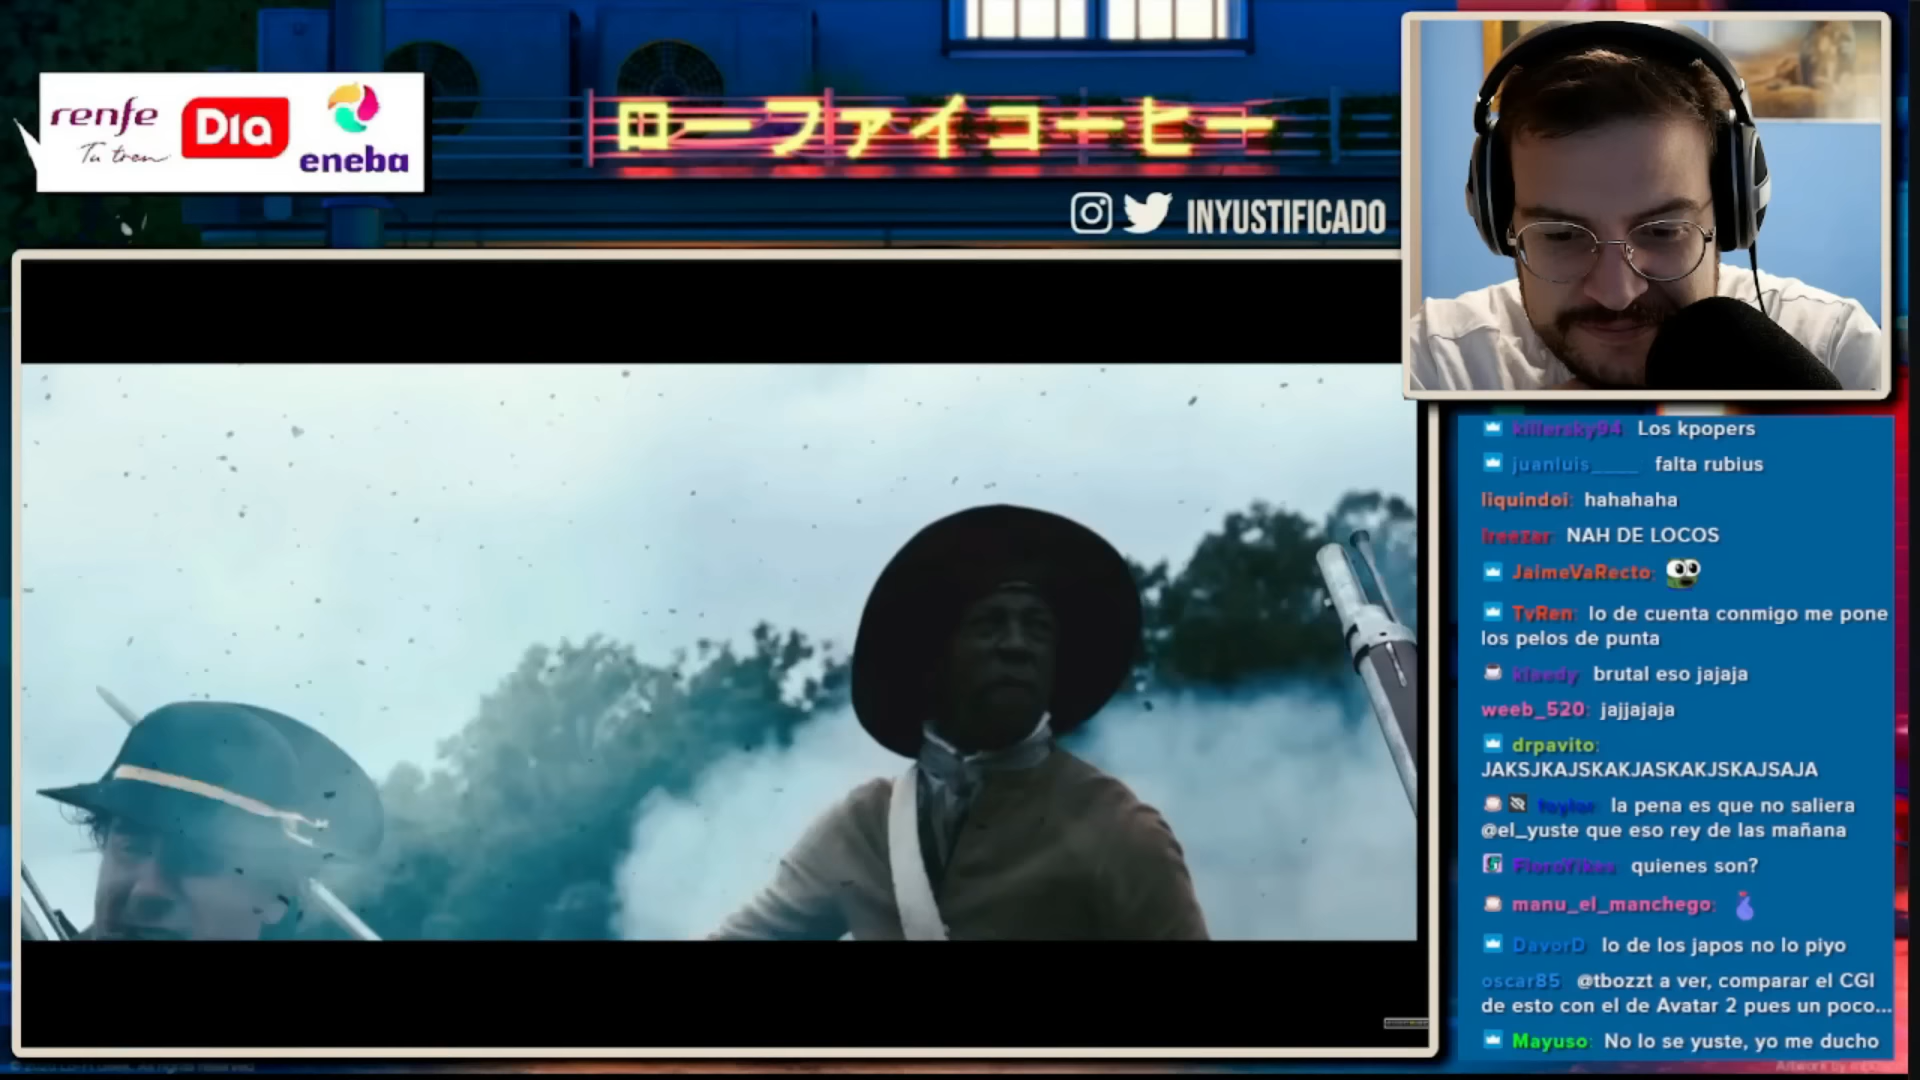 renfe
Tu tren
Dia
eneba
ローファイコーヒー
INYUSTIFICADO
killersky94 Los kpopers
juanluis____ falta rubius
liquindoi: hahahaha
NAH DE LOCOS
JaimeVaRecto:
TvRen: lo de cuenta conmigo me pone
los pelos de punta
brutal eso jajaja
weeb_520: jajjajaja
drpavito:
JAKSJKAJSKAKJASKAKJSKAJSAJA
la pena es que no saliera
@el_yuste que eso rey de las mañana
quienes son?
manu_el_manchego:
DavorD lo de los japos no lo piyo
oscar85 @tbozzt a ver, comparar el CGI
de esto con el de Avatar 2 pues un poco...
Mayuso: No lo se yuste, yo me ducho